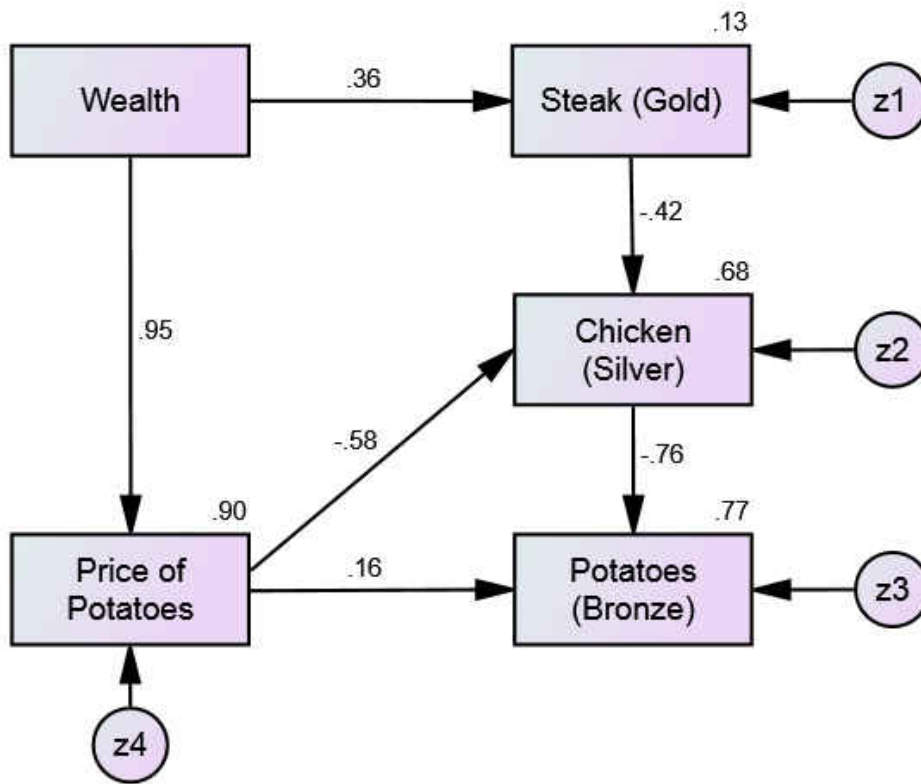 .13
Wealth
.36
Steak (Gold)
z1
-.42
.68
.95
Chicken
(Silver)
z2
-.58
-.76
.90
.77
Price of
Potatoes
.16
Potatoes
(Bronze)
z3
z4